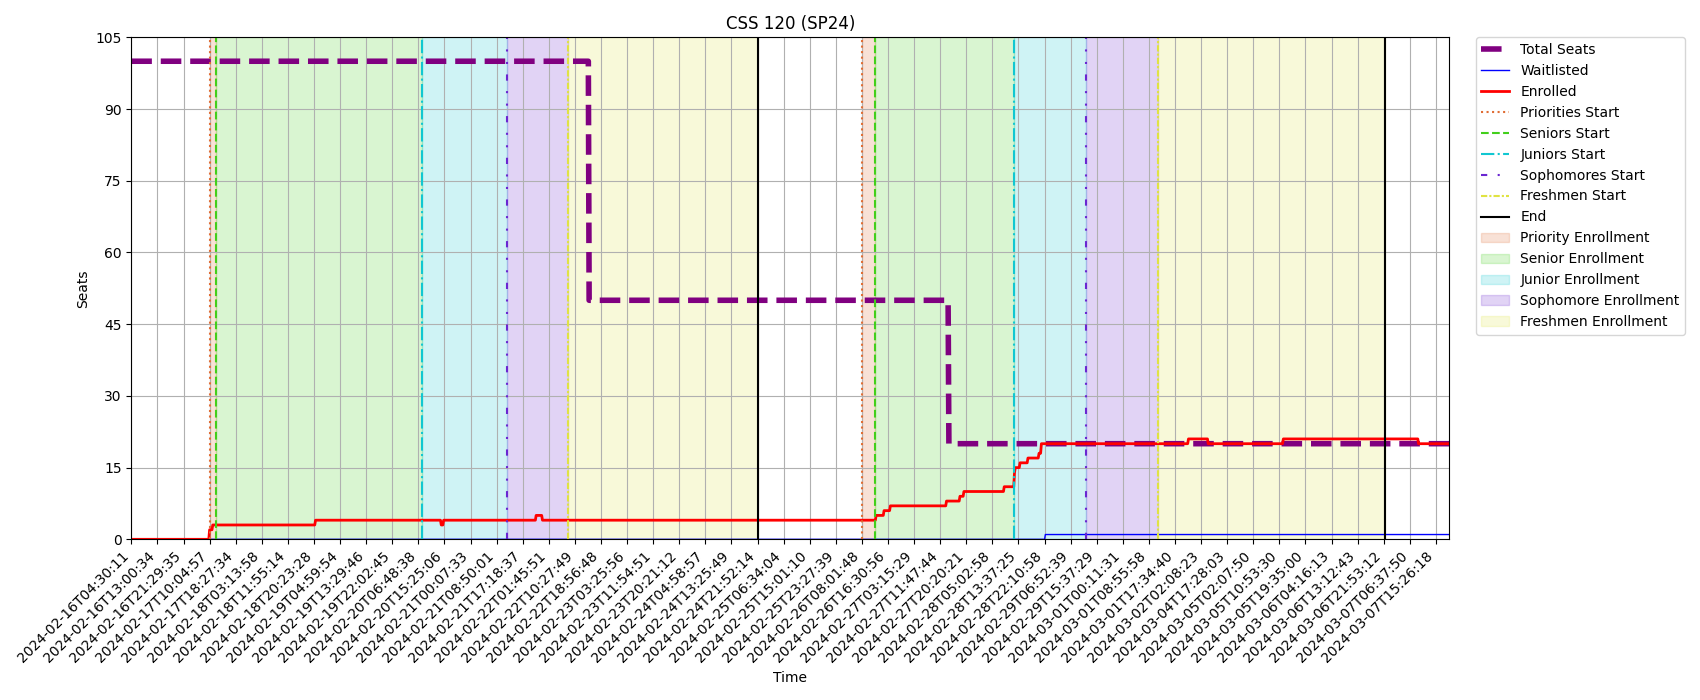 CSS 120 (SP24)
105
90
75
60
45
30
15
0
Seats
2024-02-16T04:30:11
2024-02-16T13:00:34
2024-02-16T21:29:35
2024-02-17T10:04:57
2024-02-17T18:27:34
2024-02-18T03:13:58
2024-02-18T11:55:14
2024-02-18T20:23:28
2024-02-19T04:59:54
2024-02-19T13:29:46
2024-02-19T22:02:45
2024-02-20T06:48:38
2024-02-20T15:25:06
2024-02-21T00:07:33
2024-02-21T08:50:01
2024-02-21T17:18:37
2024-02-22T01:45:51
2024-02-22T10:27:49
2024-02-22T18:56:48
2024-02-23T03:25:56
2024-02-23T11:54:51
2024-02-23T20:21:12
2024-02-24T04:58:57
2024-02-24T13:25:49
2024-02-24T21:52:14
2024-02-25T06:34:04
2024-02-25T15:01:10
2024-02-25T23:27:39
2024-02-26T08:01:48
2024-02-26T16:30:56
2024-02-27T03:15:29
2024-02-27T11:47:44
2024-02-27T20:20:21
2024-02-28T05:02:58
2024-02-28T13:37:25
2024-02-28T22:10:58
2024-02-29T06:52:39
2024-02-29T15:37:29
2024-03-01T00:11:31
2024-03-01T08:55:58
2024-03-01T17:34:40
2024-03-02T02:08:23
2024-03-04T17:28:03
2024-03-05T02:07:50
2024-03-05T10:53:30
2024-03-05T19:35:00
2024-03-06T04:16:13
2024-03-06T13:12:43
2024-03-06T21:53:12
2024-03-07T06:37:50
2024-03-07T15:26:18
Time
Total Seats
Waitlisted
Enrolled
Priorities Start
Seniors Start
Juniors Start
Sophomores Start
Freshmen Start
End
Priority Enrollment
Senior Enrollment
Junior Enrollment
Sophomore Enrollment
Freshmen Enrollment